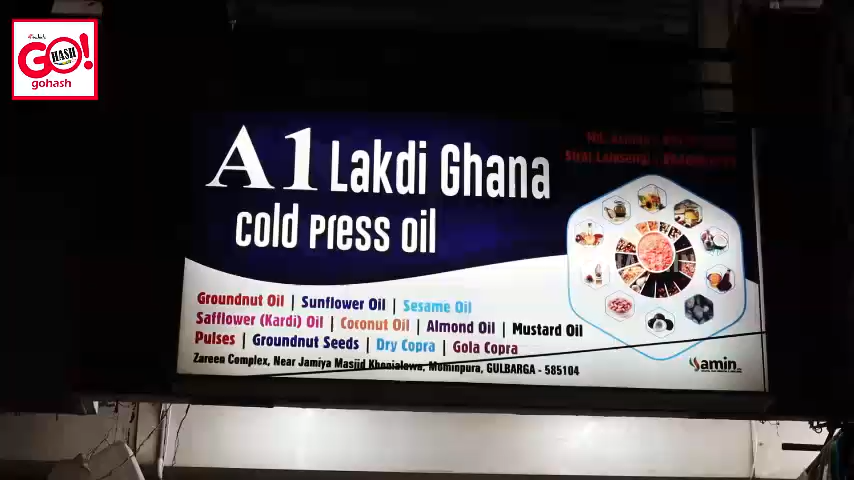 GO!
HASH
gohash
A1 Lakdi Ghana
cold press oil
Groundnut Oil | Sunflower Oil | Sesame Oil
Safflower (Kardi) Oil | Coconut Oil | Almond Oil | Mustard Oil
Pulses | Groundnut Seeds | Dry Copra | Gola Copra
Zareen Complex, Near Jamiya Masjid Mominpura, GULBARGA - 585104
amin